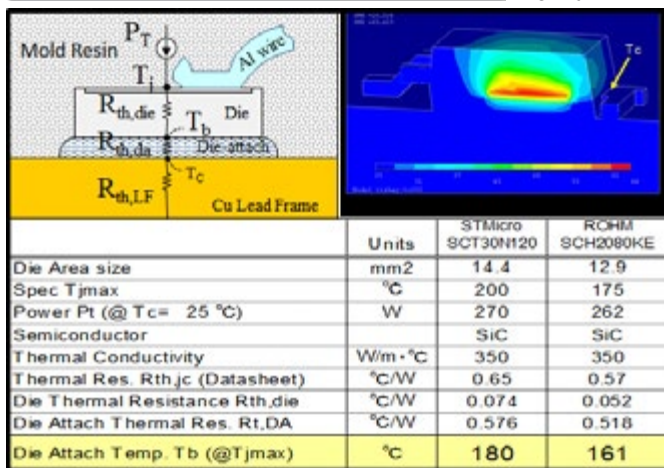 Mold Resin
P_T
Al wire
T_j
R_th,die
T_b
Die
R_th,da
Die attach
T_C
R_th,LF
Cu Lead Frame
Tc
Units STMicro SCT30N120 ROHM SCH2080KE
Die Area size mm2 14.4 12.9
Spec Tjmax °C 200 175
Power Pt (@ Tc= 25 °C) W 270 262
Semiconductor SiC SiC
Thermal Conductivity W/m·°C 350 350
Thermal Res. Rth,jc (Datasheet) °C/W 0.65 0.57
Die Thermal Resistance Rth,die °C/W 0.074 0.052
Die Attach Thermal Res. Rt,DA °C/W 0.576 0.518
Die Attach Temp. Tb (@Tjmax) °C 180 161